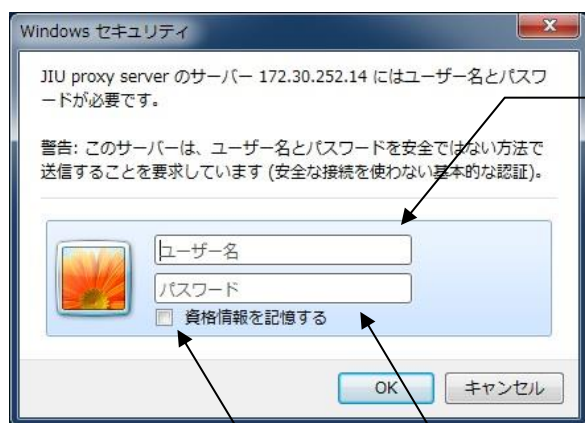 Windows セキュリティ
JIU proxy server のサーバー 172.30.252.14 にはユーザー名とパスワ
ードが必要です。
警告: このサーバーは、ユーザー名とパスワードを安全ではない方法で
送信することを要求しています (安全な接続を使わない基本的な認証)。
ユーザー名
パスワード
資格情報を記憶する
OK
キャンセル